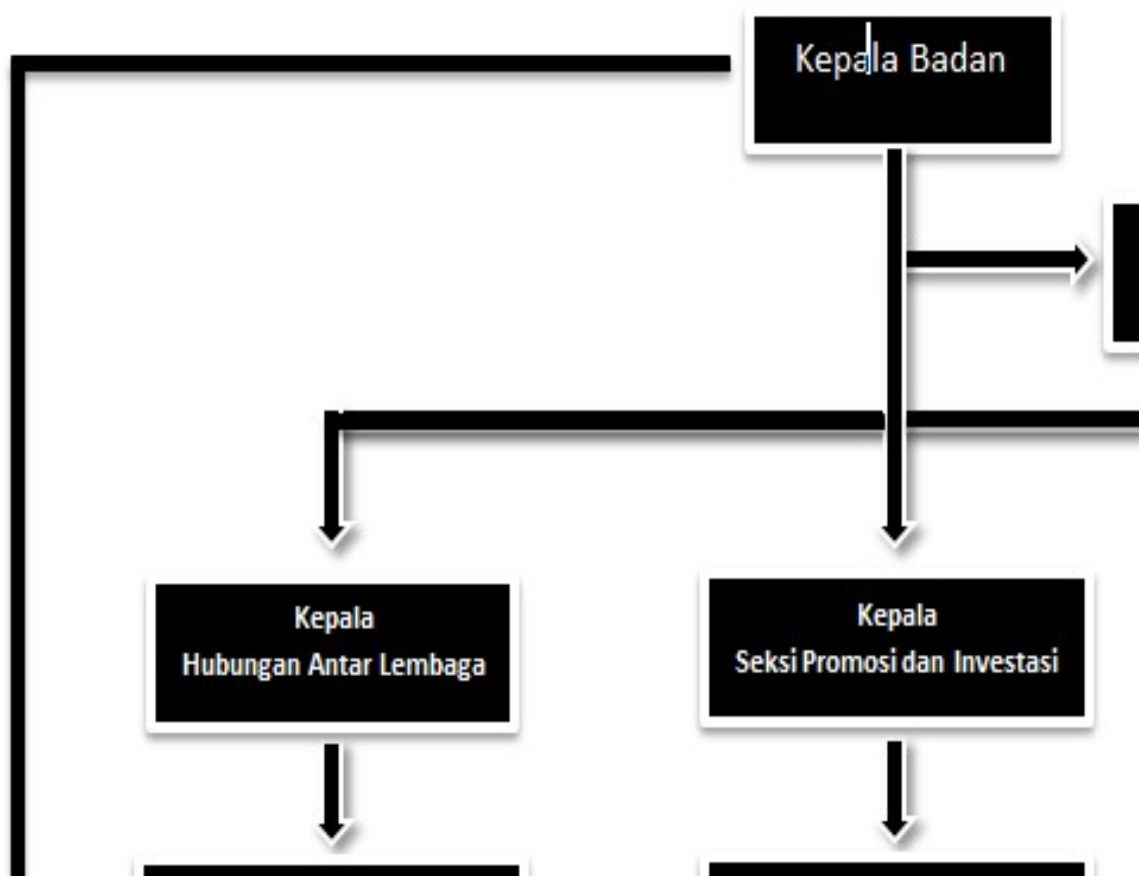 Kepala Badan
Kepala
Hubungan Antar Lembaga
Kepala
Seksi Promosi dan Investasi